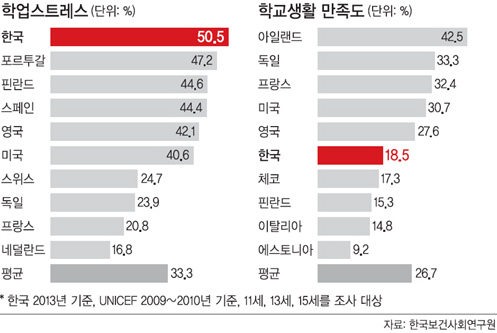 학업스트레스 (단위: %)
한국 50.5
포르투갈 47.2
핀란드 44.6
스페인 44.4
영국 42.1
미국 40.6
스위스 24.7
독일 23.9
프랑스 20.8
네덜란드 16.8
평균 33.3
학교생활 만족도 (단위: %)
아일랜드 42.5
독일 33.3
프랑스 32.4
미국 30.7
영국 27.6
한국 18.5
체코 17.3
핀란드 15.3
이탈리아 14.8
에스토니아 9.2
평균 26.7
* 한국 2013년 기준, UNICEF 2009~2010년 기준, 11세, 13세, 15세를 조사 대상
자료: 한국보건사회연구원